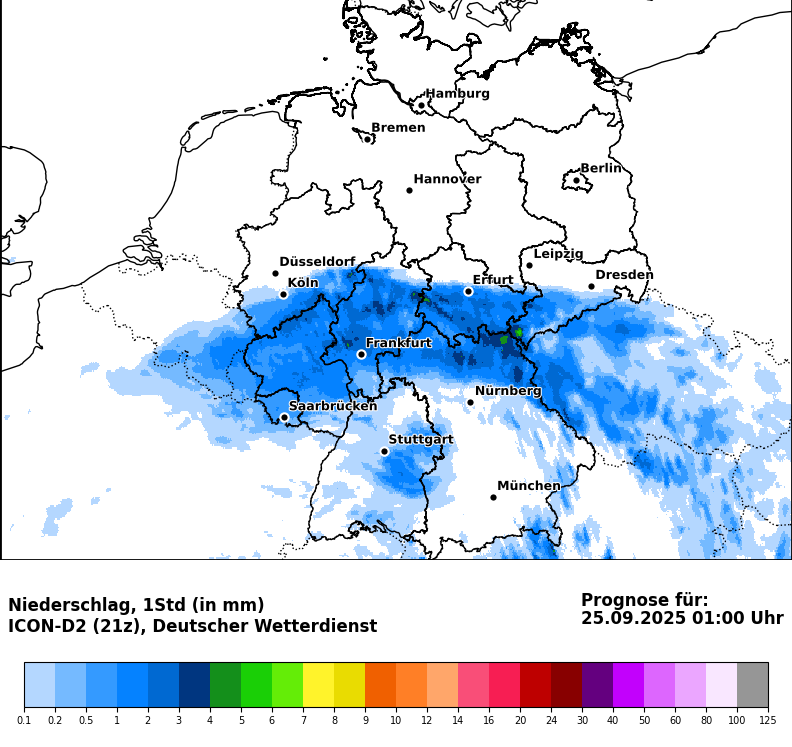 Hamburg
Bremen
Berlin
Hannover
Leipzig
Düsseldorf
Dresden
Köln
Erfurt
Frankfurt
Nürnberg
Saarbrücken
Stuttgart
München
Niederschlag, 1Std (in mm)
ICON-D2 (21z), Deutscher Wetterdienst
Prognose für:
25.09.2025 01:00 Uhr
0.1 0.2 0.5 1 2 3 4 5 6 7 8 9 10 12 14 16 20 24 30 40 50 60 80 100 125